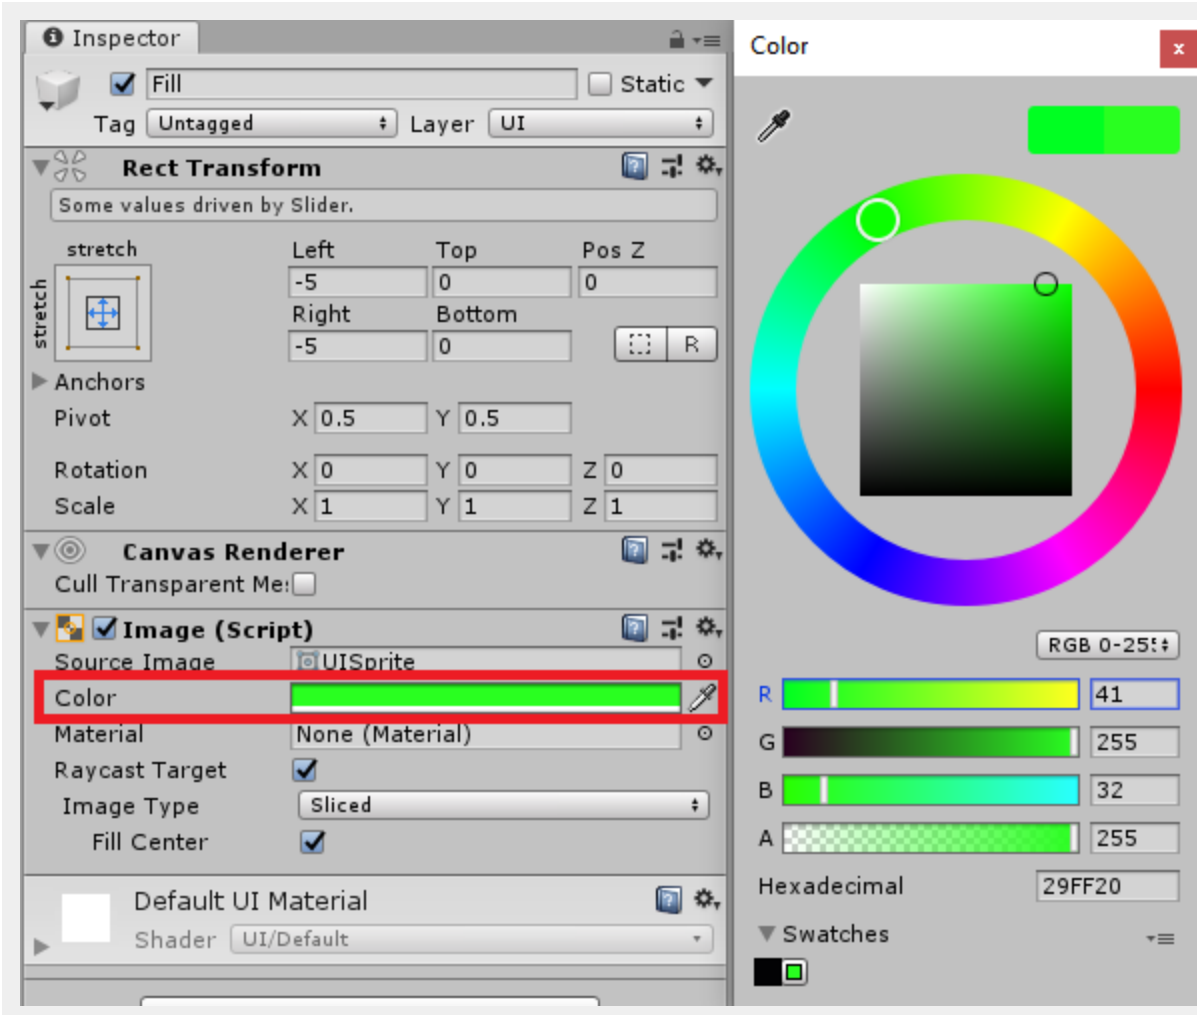 Inspector
Fill
Static
Tag Untagged Layer UI
Rect Transform
Some values driven by Slider.
stretch
stretch
Left Top Pos Z
-5 0 0
Right Bottom
-5 0 R
Anchors
Pivot X 0.5 Y 0.5
Rotation X 0 Y 0 Z 0
Scale X 1 Y 1 Z 1
Canvas Renderer
Cull Transparent Me:
Image (Script)
Source Image UISprite
Color
Material None (Material)
Raycast Target
Image Type Sliced
Fill Center
Default UI Material
Shader UI/Default
Color
x
RGB 0-25
R 41
G 255
B 32
A 255
Hexadecimal 29FF20
Swatches